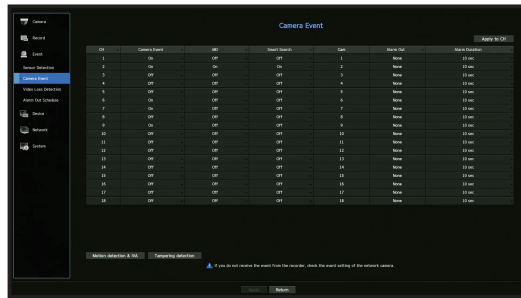 Camera Event
Camera
Record
Event
Sensor Detection
Camera Event
Video Loss Detection
Alarm Out Schedule
Device
Network
System
Apply to CH
CH Camera Event MD Smart Search Cam Alarm Out Alarm Duration
1 On Off Off 1 None 10 sec
2 On On Off 2 None 10 sec
3 Off Off Off 3 None 10 sec
4 Off Off Off 4 None 10 sec
5 Off Off Off 5 None 10 sec
6 On Off Off 6 None 10 sec
7 On Off Off 7 None 10 sec
8 Off Off Off 8 None 10 sec
9 On Off Off 9 None 10 sec
10 Off Off Off 10 None 10 sec
11 Off Off Off 11 None 10 sec
12 Off Off Off 12 None 10 sec
13 Off Off Off 13 None 10 sec
14 Off Off Off 14 None 10 sec
15 Off Off Off 15 None 10 sec
16 Off Off Off 16 None 10 sec
17 Off Off Off 17 None 10 sec
18 Off Off Off 18 None 10 sec
Motion detection & IVA Tampering detection
If you do not receive the event from the recorder, check the event setting of the network camera.
Apply Return